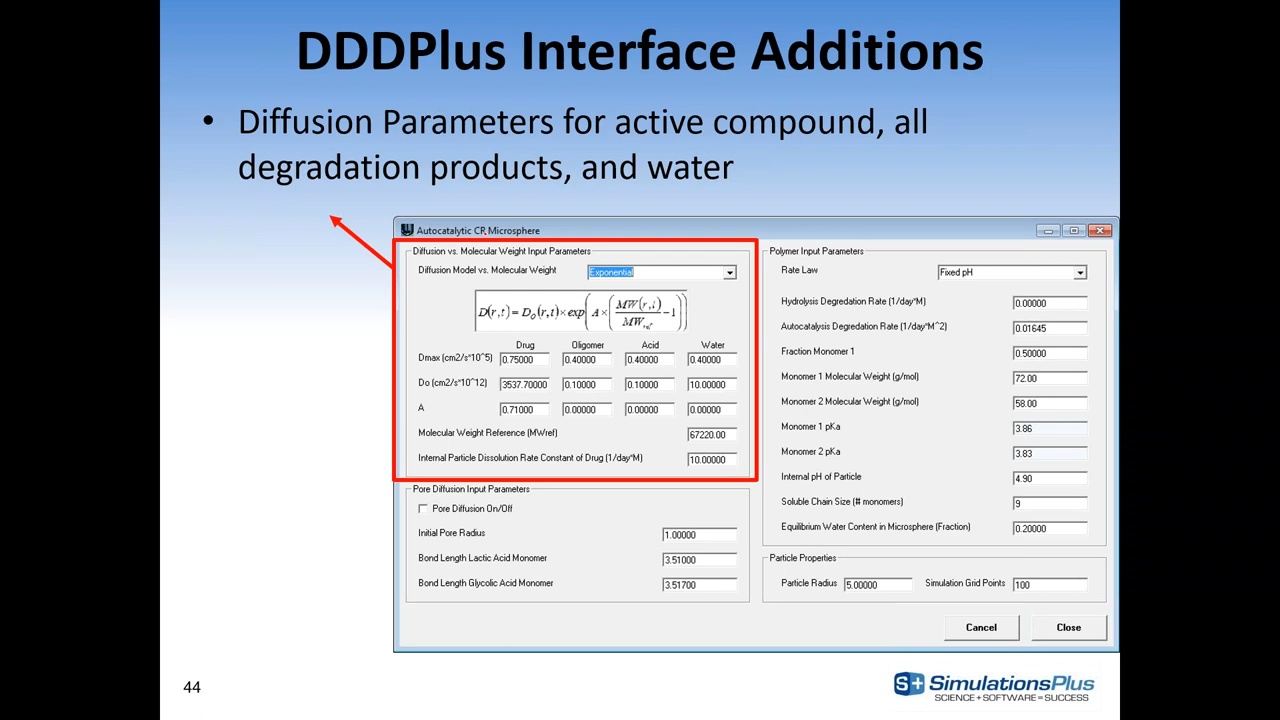 DDDPlus Interface Additions
• Diffusion Parameters for active compound, all
degradation products, and water
Autocatalytic CR Microsphere
Diffusion vs. Molecular Weight Input Parameters
Diffusion Model vs. Molecular Weight Exponential
D(r,t) = D₀(r,t) × exp(A × (MW(r,t)/MW_ref − 1))
Drug Oligomer Acid Water
Dmax (cm2/s*10^5) 0.75000 0.40000 0.40000 0.40000
Do (cm2/s*10^12) 3537.70000 0.10000 0.10000 10.00000
A 0.71000 0.00000 0.00000 0.00000
Molecular Weight Reference (MWref) 67220.00
Internal Particle Dissolution Rate Constant of Drug (1/day*M) 10.00000
Pore Diffusion Input Parameters
Pore Diffusion On/Off
Initial Pore Radius 1.00000
Bond Length Lactic Acid Monomer 3.51000
Bond Length Glycolic Acid Monomer 3.51700
Polymer Input Parameters
Rate Law Fixed pH
Hydrolysis Degredation Rate (1/day*M) 0.00000
Autocatalysis Degredation Rate (1/day*M^2) 0.01645
Fraction Monomer 1 0.50000
Monomer 1 Molecular Weight (g/mol) 72.00
Monomer 2 Molecular Weight (g/mol) 58.00
Monomer 1 pKa 3.86
Monomer 2 pKa 3.83
Internal pH of Particle 4.90
Soluble Chain Size (# monomers) 9
Equilibrium Water Content in Microsphere (Fraction) 0.20000
Particle Properties
Particle Radius 5.00000 Simulation Grid Points 100
Cancel Close
44
S+ SimulationsPlus
SCIENCE+SOFTWARE=SUCCESS